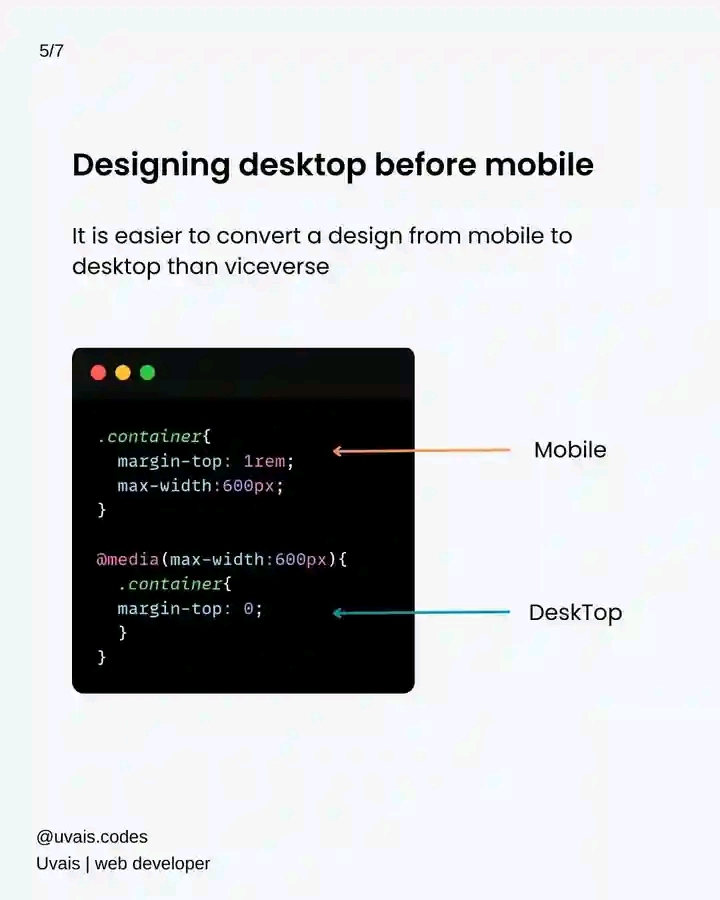 5/7
Designing desktop before mobile
It is easier to convert a design from mobile to
desktop than viceverse
.container{
margin-top: 1rem;
max-width:600px;
}
@media(max-width:600px){
.container{
margin-top: 0;
}
}
Mobile
DeskTop
@uvais.codes
Uvais | web developer